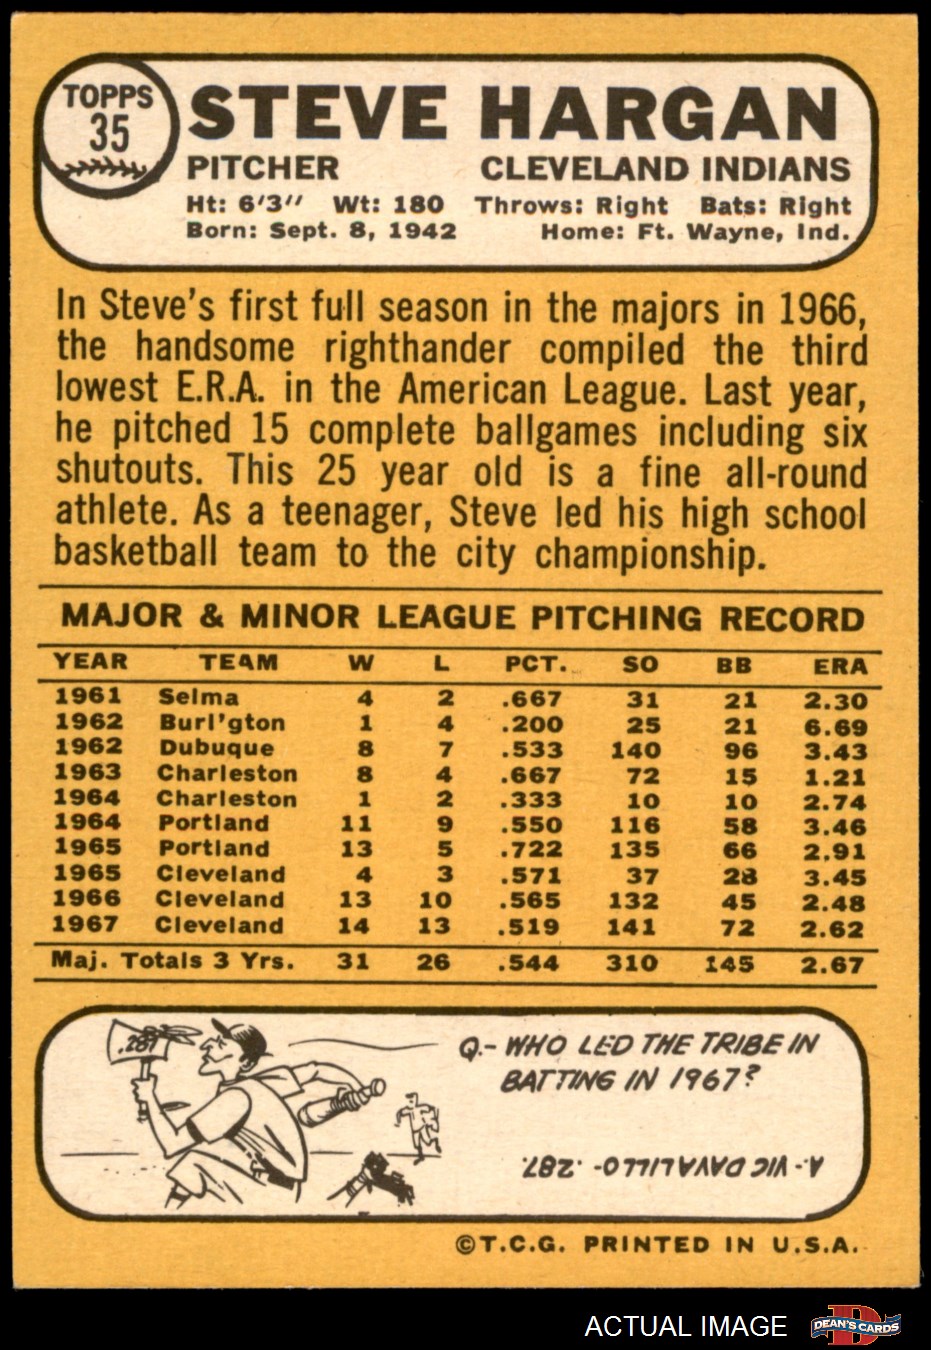 TOPPS
35
STEVE HARGAN
PITCHER CLEVELAND INDIANS
Ht: 6'3" Wt: 180 Throws: Right Bats: Right
Born: Sept. 8, 1942 Home: Ft. Wayne, Ind.
In Steve's first full season in the majors in 1966,
the handsome righthander compiled the third
lowest E.R.A. in the American League. Last year,
he pitched 15 complete ballgames including six
shutouts. This 25 year old is a fine all-round
athlete. As a teenager, Steve led his high school
basketball team to the city championship.
MAJOR & MINOR LEAGUE PITCHING RECORD
YEAR TEAM W L PCT. SO BB ERA
1961 Selma 4 2 .667 31 21 2.30
1962 Burl'gton 1 4 .200 25 21 6.69
1962 Dubuque 8 7 .533 140 96 3.43
1963 Charleston 8 4 .667 72 15 1.21
1964 Charleston 1 2 .333 10 10 2.74
1964 Portland 11 9 .550 116 58 3.46
1965 Portland 13 5 .722 135 66 2.91
1965 Cleveland 4 3 .571 37 28 3.45
1966 Cleveland 13 10 .565 132 45 2.48
1967 Cleveland 14 13 .519 141 72 2.62
Maj. Totals 3 Yrs. 31 26 .544 310 145 2.67
.287
Q.- WHO LED THE TRIBE IN
BATTING IN 1967?
A.- VIC DAVALILLO- .287.
©T.C.G. PRINTED IN U.S.A.
ACTUAL IMAGE
D
DEAN'S CARDS